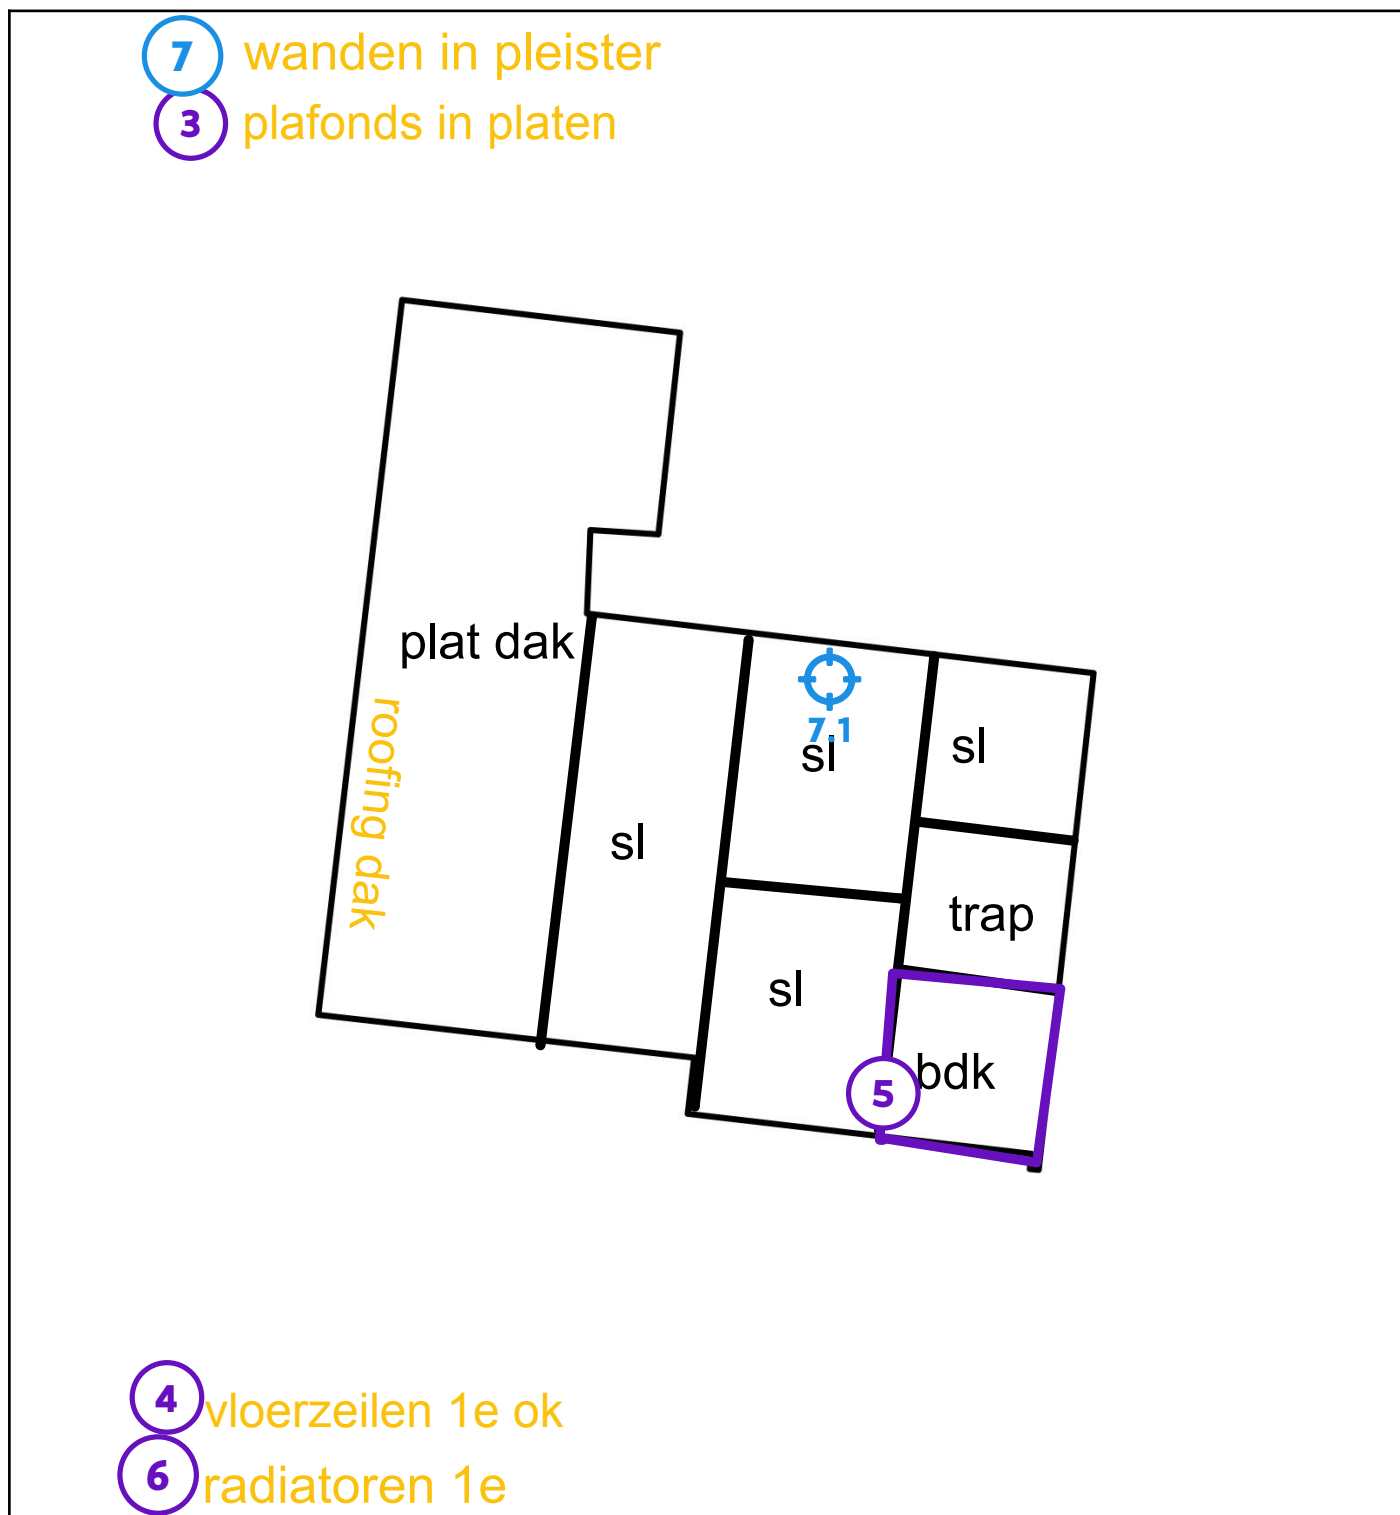 7 wanden in pleister
3 plafonds in platen
plat dak
roofing dak
7.1
sl
sl
sl
trap
sl
bdk
5
4 vloerzeilen 1e ok
6 radiatoren 1e